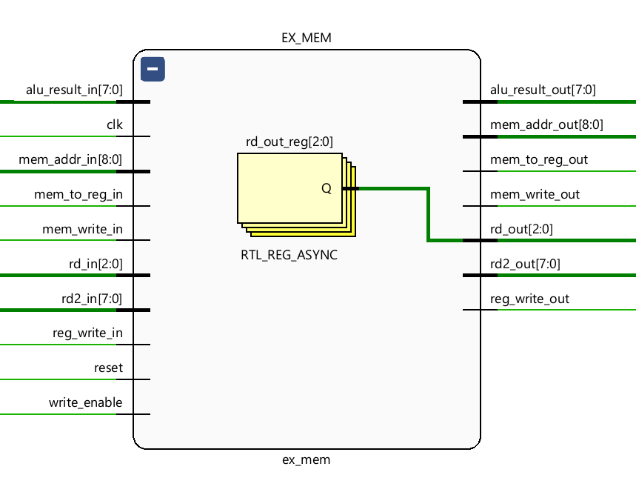 EX_MEM
alu_result_in[7:0]
clk
mem_addr_in[8:0]
mem_to_reg_in
mem_write_in
rd_in[2:0]
rd2_in[7:0]
reg_write_in
reset
write_enable
rd_out_reg[2:0]
Q
RTL_REG_ASYNC
alu_result_out[7:0]
mem_addr_out[8:0]
mem_to_reg_out
mem_write_out
rd_out[2:0]
rd2_out[7:0]
reg_write_out
ex_mem